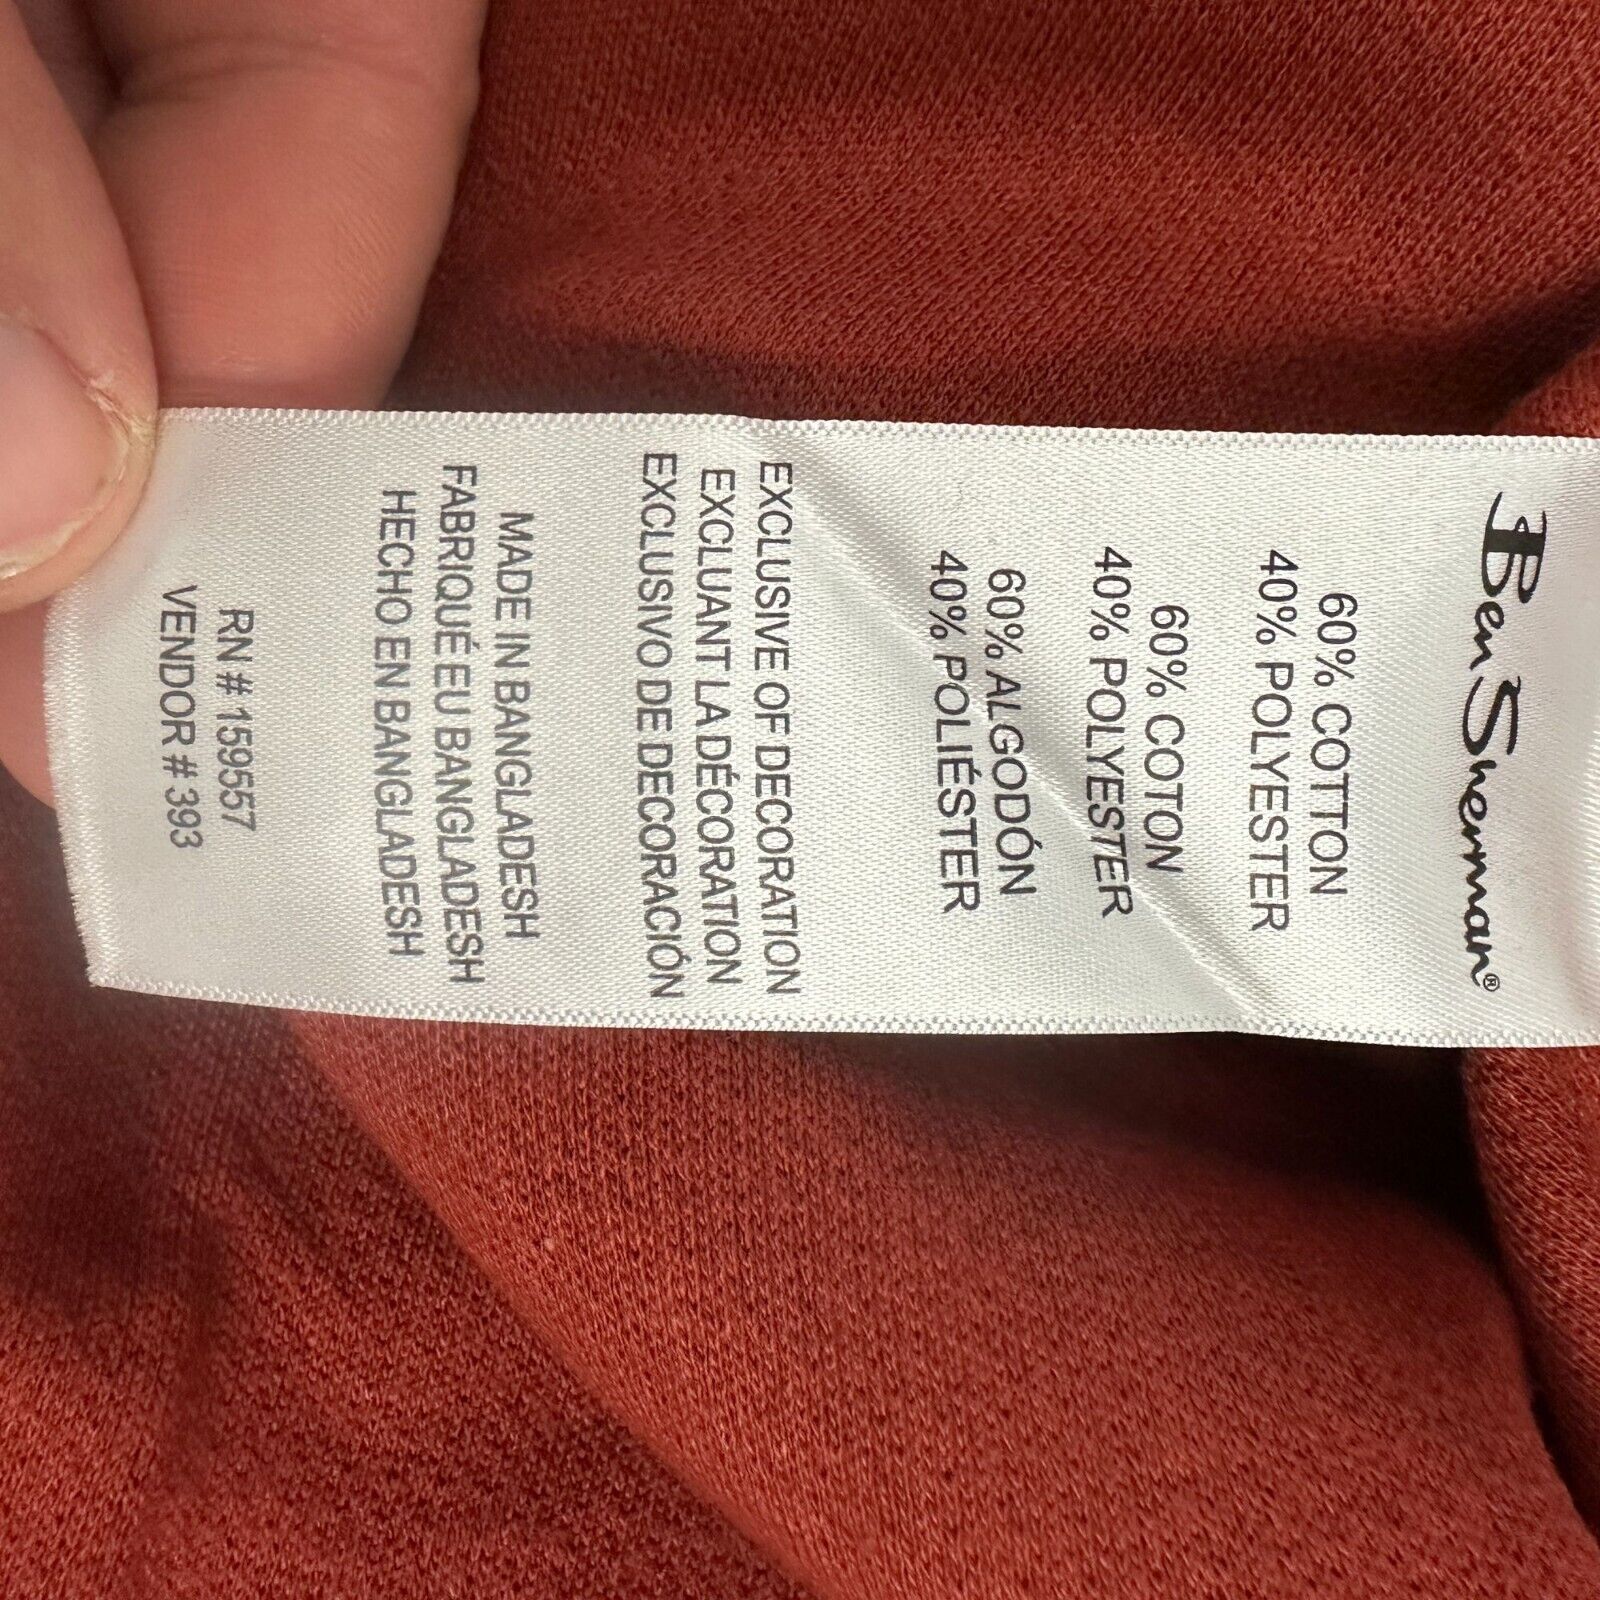 Ben Sherman®
60% COTTON
40% POLYESTER
60% COTON
40% POLYESTER
60% ALGODÓN
40% POLIÉSTER
EXCLUSIVE OF DECORATION
EXCLUANT LA DÉCORATION
EXCLUSIVO DE DECORACIÓN
MADE IN BANGLADESH
FABRIQUÉ EU BANGLADESH
HECHO EN BANGLADESH
RN # 159557
VENDOR # 393